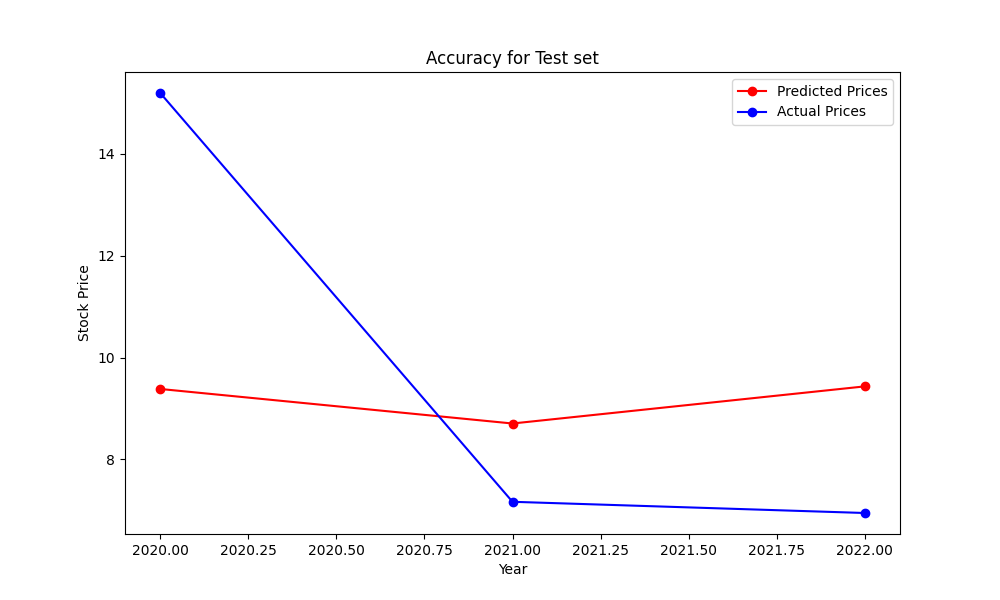 Accuracy for Test set
Predicted Prices
Actual Prices
Stock Price
14
12
10
8
2020.00 2020.25 2020.50 2020.75 2021.00 2021.25 2021.50 2021.75 2022.00
Year